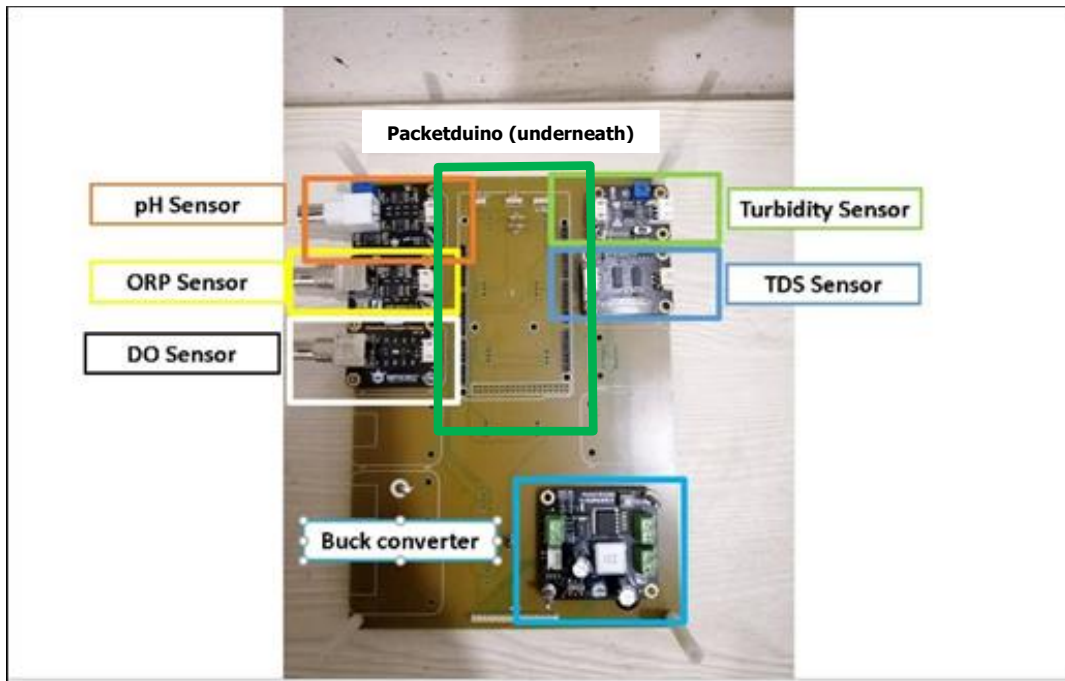 Packetduino (underneath)
pH Sensor
Turbidity Sensor
ORP Sensor
TDS Sensor
DO Sensor
Buck converter